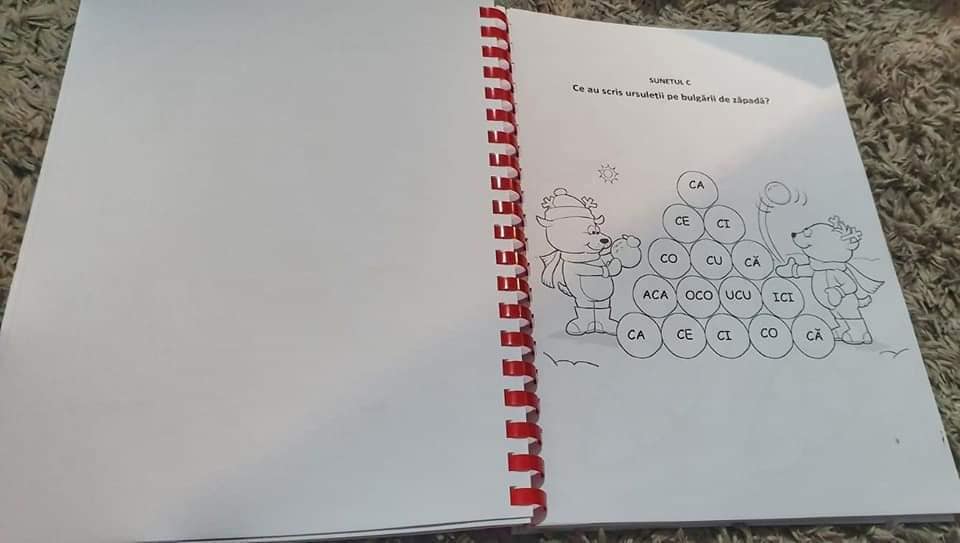 SUNETUL C
Ce au scris ursuleții pe bulgării de zăpadă?
CA
CE CI
CO CU CĂ
ACA OCO UCU ICI
CA CE CI CO CĂ